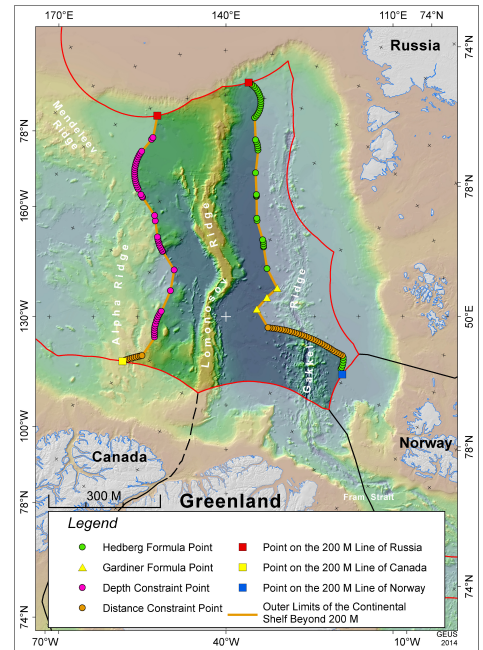 170°E 140°E 110°E 74°N
Russia
74°N
Mendeleev
Ridge
78°N
78°N
160°W
Alpha Ridge
Lomonosov Ridge
Gakkel Ridge
130°W
50°E
100°W
78°N
Norway
Canada
300 M
Greenland
Fram Strait
78°N
Legend
Hedberg Formula Point
Gardiner Formula Point
Depth Constraint Point
Distance Constraint Point
Point on the 200 M Line of Russia
Point on the 200 M Line of Canada
Point on the 200 M Line of Norway
Outer Limits of the Continental
Shelf Beyond 200 M
74°N
74°N
70°W 40°W 10°W
GEUS
2014